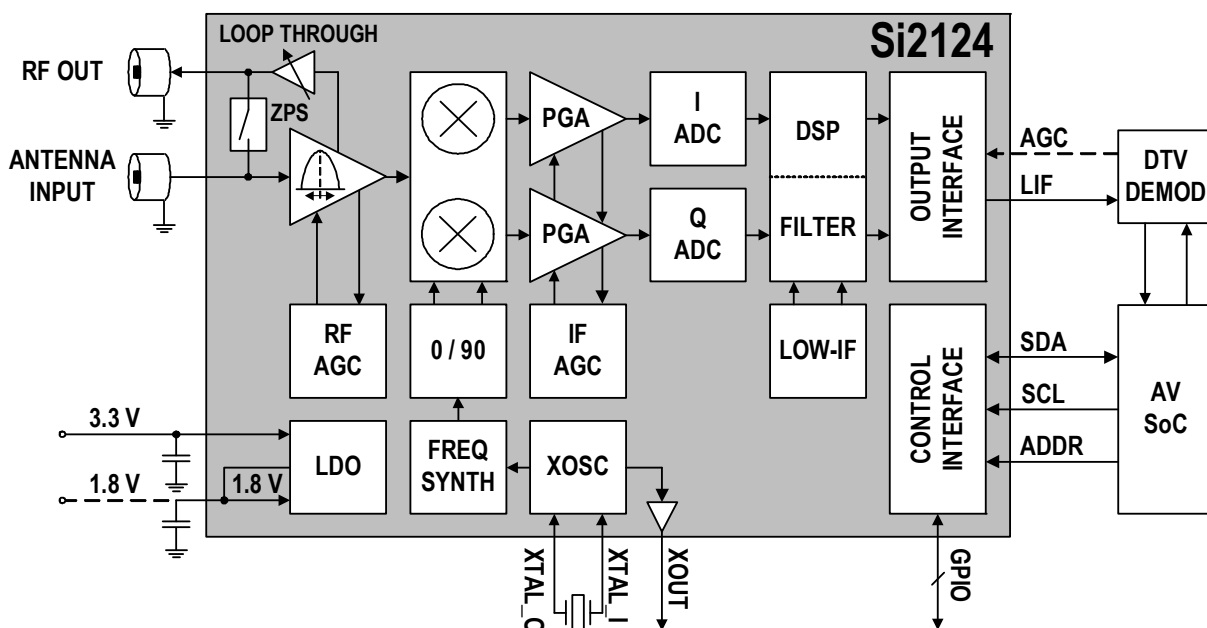 Si2124
LOOP THROUGH
RF OUT
ZPS
ANTENNA
INPUT
PGA
PGA
I
ADC
Q
ADC
DSP
FILTER
OUTPUT
INTERFACE
AGC
LIF
DTV
DEMOD
RF
AGC
0 / 90
IF
AGC
LOW-IF
CONTROL
INTERFACE
SDA
SCL
ADDR
AV
SoC
3.3 V
1.8 V
1.8 V
LDO
FREQ
SYNTH
XOSC
XTAL_I
XOUT
GPIO